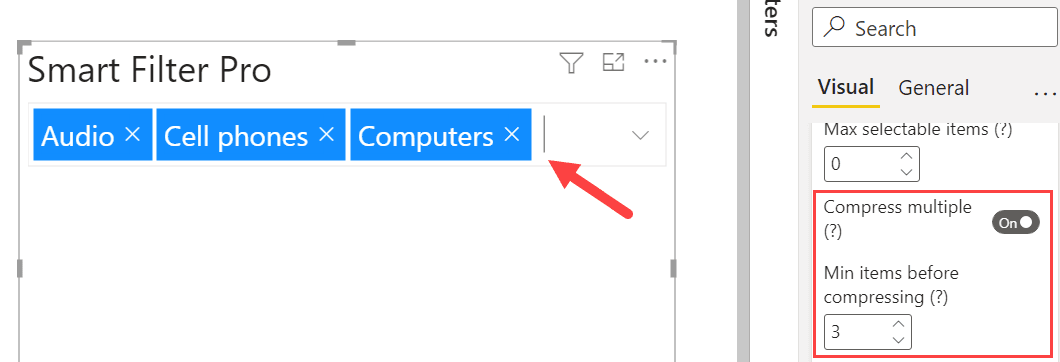 Smart Filter Pro
Audio × Cell phones × Computers ×
ters
Search
Visual General
Max selectable items (?)
0
Compress multiple
(?)
On
Min items before
compressing (?)
3